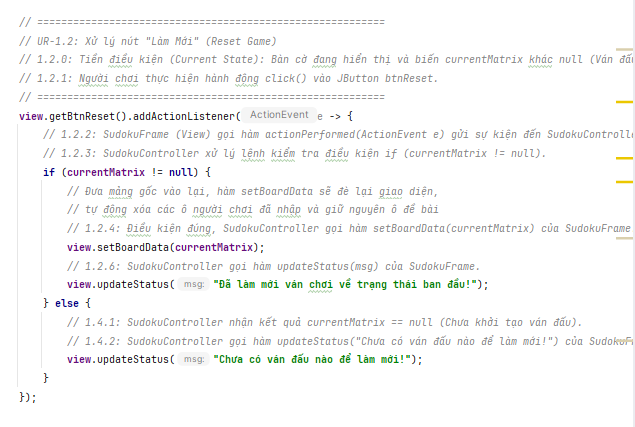 // ======================================================
// UR-1.2: Xử lý nút "Làm Mới" (Reset Game)
// 1.2.0: Tiền điều kiện (Current State): Bàn cờ đang hiển thị và biến currentMatrix khác null (Ván đấu
// 1.2.1: Người chơi thực hiện hành động click() vào JButton btnReset.
// ======================================================
view.getBtnReset().addActionListener( ActionEvent e -> {
// 1.2.2: SudokuFrame (View) gọi hàm actionPerformed(ActionEvent e) gửi sự kiện đến SudokuControlle
// 1.2.3: SudokuController xử lý lệnh kiểm tra điều kiện if (currentMatrix != null).
if (currentMatrix != null) {
// Đưa mảng gốc vào lại, hàm setBoardData sẽ đè lại giao diện,
// tự động xóa các ô người chơi đã nhập và giữ nguyên ô đề bài
// 1.2.4: Điều kiện đúng, SudokuController gọi hàm setBoardData(currentMatrix) của SudokuFrame
view.setBoardData(currentMatrix);
// 1.2.6: SudokuController gọi hàm updateStatus(msg) của SudokuFrame.
view.updateStatus( msg: "Đã làm mới ván chơi về trạng thái ban đầu!");
} else {
// 1.4.1: SudokuController nhận kết quả currentMatrix == null (Chưa khởi tạo ván đấu).
// 1.4.2: SudokuController gọi hàm updateStatus("Chưa có ván đấu nào để làm mới!") của SudokuF
view.updateStatus( msg: "Chưa có ván đấu nào để làm mới!");
}
});